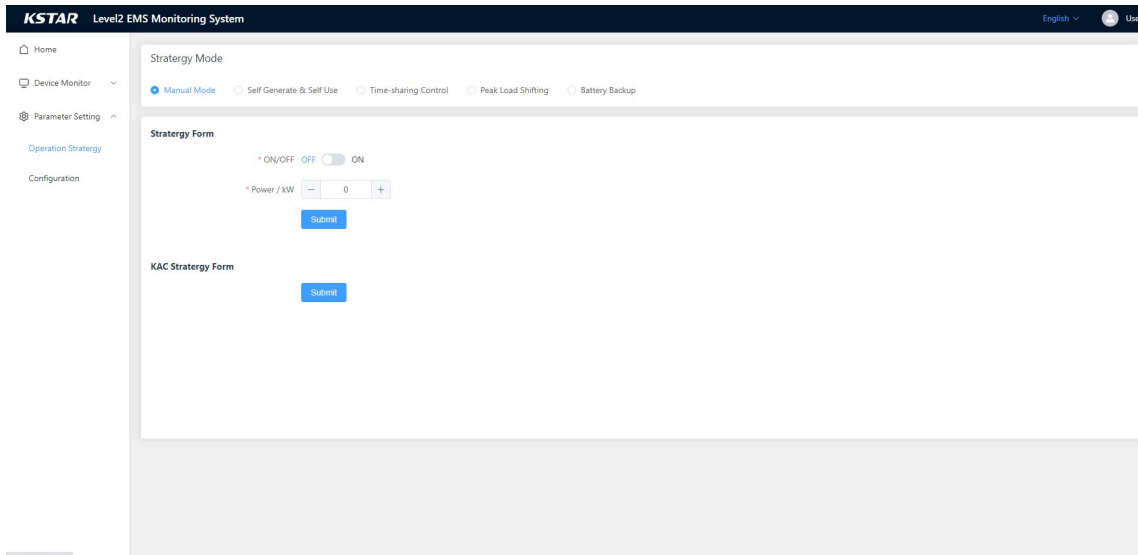 KSTAR Level2 EMS Monitoring System English Use
Home
Device Monitor
Parameter Setting
Operation Stratergy
Configuration
Stratergy Mode
Manual Mode Self Generate & Self Use Time-sharing Control Peak Load Shifting Battery Backup
Stratergy Form
* ON/OFF OFF ON
* Power / kW − 0 +
Submit
KAC Stratergy Form
Submit